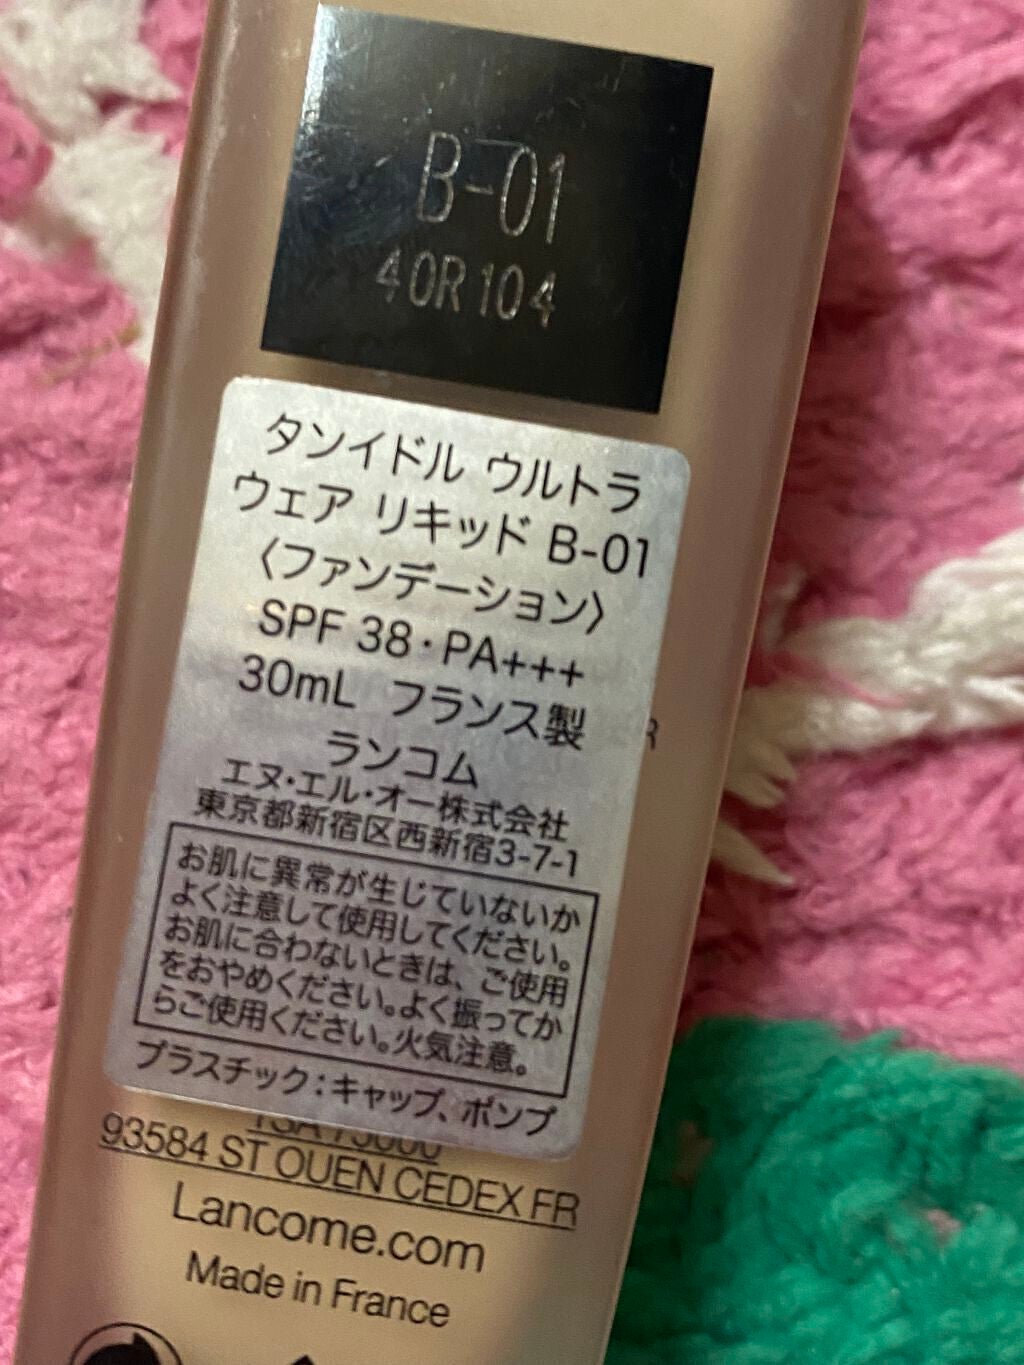 B-01
40R104
タンイドル ウルトラ
ウェア リキッド B-01
〈ファンデーション〉
SPF 38・PA+++
30mL フランス製
ランコム
エヌ・エル・オー株式会社
東京都新宿区西新宿3-7-1
お肌に異常が生じていないか
よく注意して使用してください。
お肌に合わないときは、ご使用
をおやめください。よく振ってか
らご使用ください。火気注意。
プラスチック:キャップ、ポンプ
93584 ST OUEN CEDEX FR
Lancome.com
Made in France